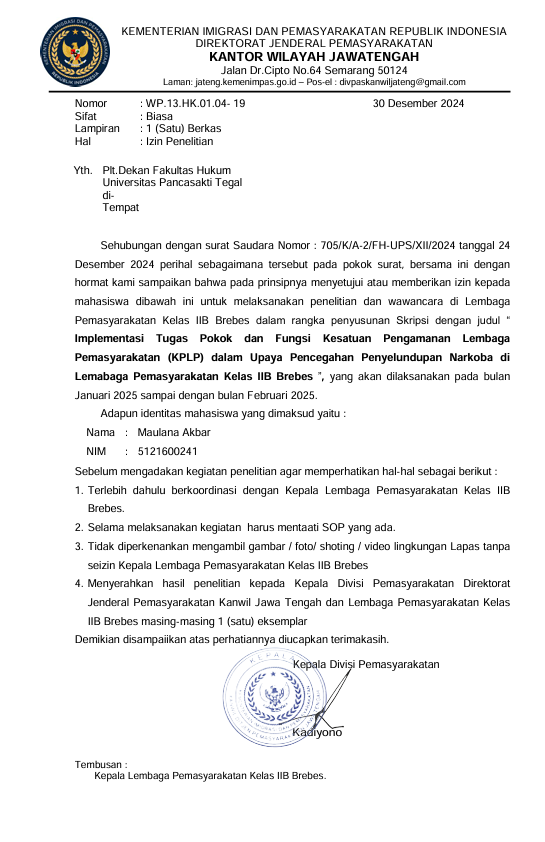 KEMENTERIAN IMIGRASI DAN PEMASYARAKATAN REPUBLIK INDONESIA
DIREKTORAT JENDERAL PEMASYARAKATAN
KANTOR WILAYAH JAWATENGAH
Jalan Dr.Cipto No.64 Semarang 50124
Laman: jateng.kemenimpas.go.id – Pos-el : divpaskanwiljateng@gmail.com
Nomor : WP.13.HK.01.04- 19 30 Desember 2024
Sifat : Biasa
Lampiran : 1 (Satu) Berkas
Hal : Izin Penelitian
Yth. Plt.Dekan Fakultas Hukum
Universitas Pancasakti Tegal
di-
Tempat
Sehubungan dengan surat Saudara Nomor : 705/K/A-2/FH-UPS/XII/2024 tanggal 24
Desember 2024 perihal sebagaimana tersebut pada pokok surat, bersama ini dengan
hormat kami sampaikan bahwa pada prinsipnya menyetujui atau memberikan izin kepada
mahasiswa dibawah ini untuk melaksanakan penelitian dan wawancara di Lembaga
Pemasyarakatan Kelas IIB Brebes dalam rangka penyusunan Skripsi dengan judul “
Implementasi Tugas Pokok dan Fungsi Kesatuan Pengamanan Lembaga
Pemasyarakatan (KPLP) dalam Upaya Pencegahan Penyelundupan Narkoba di
Lemabaga Pemasyarakatan Kelas IIB Brebes ”, yang akan dilaksanakan pada bulan
Januari 2025 sampai dengan bulan Februari 2025.
Adapun identitas mahasiswa yang dimaksud yaitu :
Nama : Maulana Akbar
NIM : 5121600241
Sebelum mengadakan kegiatan penelitian agar memperhatikan hal-hal sebagai berikut :
1. Terlebih dahulu berkoordinasi dengan Kepala Lembaga Pemasyarakatan Kelas IIB
Brebes.
2. Selama melaksanakan kegiatan harus mentaati SOP yang ada.
3. Tidak diperkenankan mengambil gambar / foto/ shoting / video lingkungan Lapas tanpa
seizin Kepala Lembaga Pemasyarakatan Kelas IIB Brebes
4. Menyerahkan hasil penelitian kepada Kepala Divisi Pemasyarakatan Direktorat
Jenderal Pemasyarakatan Kanwil Jawa Tengah dan Lembaga Pemasyarakatan Kelas
IIB Brebes masing-masing 1 (satu) eksemplar
Demikian disampaiikan atas perhatiannya diucapkan terimakasih.
KEPALA
Kepala Divisi Pemasyarakatan
Kadiyono
Tembusan :
Kepala Lembaga Pemasyarakatan Kelas IIB Brebes.